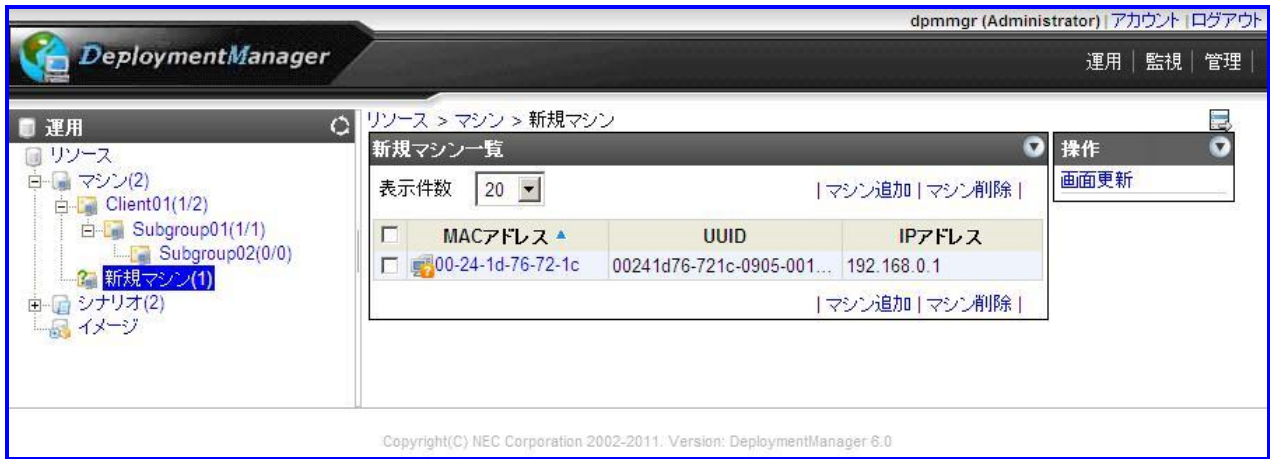 dpmmgr (Administrator) | アカウント | ログアウト
DeploymentManager
運用 | 監視 | 管理 |
運用
リソース
マシン(2)
Client01(1/2)
Subgroup01(1/1)
Subgroup02(0/0)
新規マシン(1)
シナリオ(2)
イメージ
リソース > マシン > 新規マシン
新規マシン一覧
表示件数 20 | マシン追加 | マシン削除 |
MACアドレス UUID IPアドレス
00-24-1d-76-72-1c 00241d76-721c-0905-001... 192.168.0.1
| マシン追加 | マシン削除 |
操作
画面更新
Copyright(C) NEC Corporation 2002-2011. Version: DeploymentManager 6.0